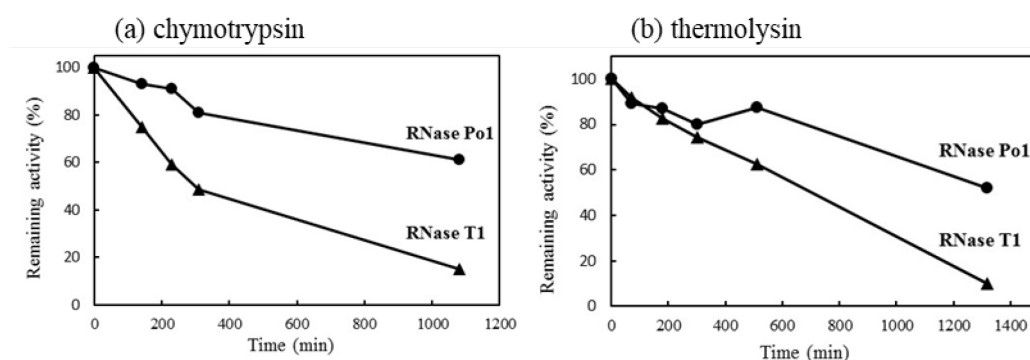 (a) chymotrypsin
Remaining activity (%)
100
80
60
40
20
0
RNase Po1
RNase T1
0 200 400 600 800 1000 1200
Time (min)
(b) thermolysin
Remaining activity (%)
100
80
60
40
20
0
RNase Po1
RNase T1
0 200 400 600 800 1000 1200 1400
Time (min)